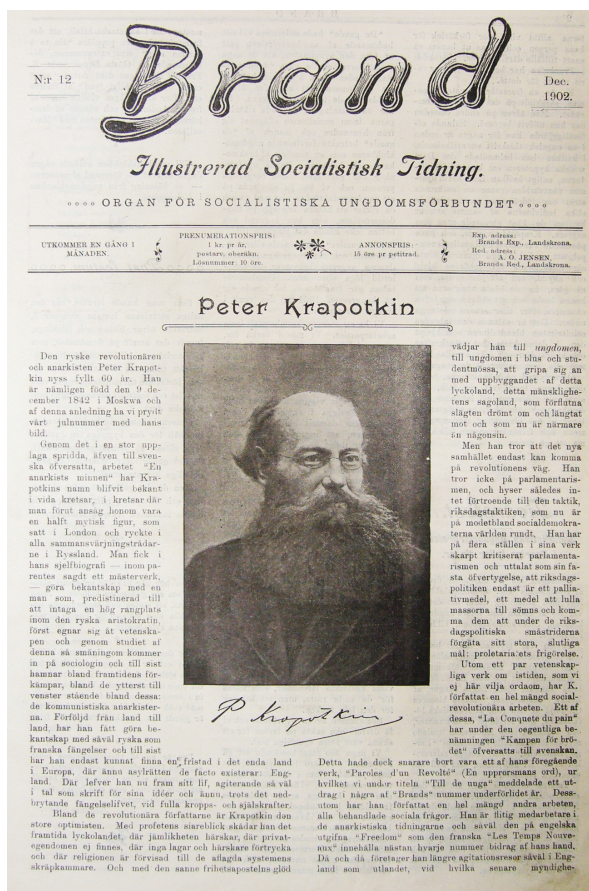 N:r 12
Brand
Dec.
1902.
Illustrerad Socialistisk Tidning.
ORGAN FÖR SOCIALISTISKA UNGDOMSFÖRBUNDET
UTKOMMER EN GÅNG I
MÅNADEN.
PRENUMERATIONSPRIS:
1 kr. pr år,
postarv. oberäkn.
Lösnummer: 10 öre.
ANNONSPRIS:
15 öre pr petitrad.
Exp. adress:
Brands Exp., Landskrona.
Red. adress:
A. O. JENSEN,
Brands Red., Landskrona.
Peter Krapotkin
Den ryske revolutionären
och anarkisten Peter Krapot-
kin nyss fyllt 60 år. Han
är nämligen född den 9 de-
cember 1842 i Moskwa och
af denna anledning ha vi prydt
vårt julnummer med hans
bild.
Genom det i en stor upp-
laga spridda, äfven till sven-
ska öfversatta, arbetet "En
anarkists minnen" har Kra-
potkins namn blifvit bekant
i vida kretsar, i kretsar där
man förut ansåg honom vara
en halft mytisk figur, som
satt i London och ryckte i
alla sammansvärjningstrådar-
ne i Ryssland. Man fick i
hans sjelfbiografi — inom pa-
rentes sagdt ett mästerverk,
— göra bekantskap med en
man som, predistinerad till
att intaga en hög rangplats
inom den ryska aristokratin,
först egnar sig åt vetenska-
pen och genom studiet af
denna så småningom kommer
in på sociologin och till sist
hamnar bland framtidens för-
kämpar, bland de ytterst till
venster stående bland dessa:
de kommunistiska anarkister-
na. Förföljd från land till
land, har han fått göra be-
kantskap med såväl ryska som
franska fängelser och till sist
har han endast kunnat finna en fristad i det enda land
i Europa, där ännu asylrätten de facto existerar: Eng-
land. Där lefver han nu fram sitt lif, agiterande så väl
i tal som skrift för sina idéer och ännu, trots det ned-
brytande fängelselifvet, vid fulla kropps- och själskrafter.
Bland de revolutionära författarne är Krapotkin den
store optimisten. Med profetens siareblick skådar han det
framtida lyckolandet, där jämlikheten härskar, där privat-
egendomen ej finnes, där inga lagar och härskare förtrycka
och där religionen är förvisad till de aflagda systemens
skräpkammare. Och med den sanne frihetsapostelns glöd
P Kropotkin
vädjar han till ungdomen,
till ungdomen i blus och stu-
dentmössa, att gripa sig an
med uppbyggandet af detta
lyckoland, detta mänsklighe-
tens sagoland, som förflutna
slägten drömt om och längtat
mot och som nu är närmare
än någonsin.
Men han tror att det nya
samhället endast kan komma
på revolutionens väg. Han
tror icke på parlamentaris-
men, och hyser således in-
tet förtroende till den taktik,
riksdagstaktiken, som nu är
på modet bland socialdemokra-
terna världen rundt. Han har
på flera ställen i sina verk
skarpt kritiserat parlamenta-
rismen och uttalat som sin fa-
sta öfvertygelse, att riksdags-
politiken endast är ett pallia-
tivmedel, ett medel att lulla
massorna till sömns och kom-
ma dem att under de riks-
dagspolitiska småstriderna
förgäta sitt stora, slutliga
mål: proletariatets frigörelse.
Utom ett par vetenskap-
liga verk om istiden, som vi
ej här vilja orda om, har K.
författat en hel mängd social-
revolutionära arbeten. Ett af
dessa, "La Conquete du pain"
har under den oegentliga be-
nämningen "Kampen för brö-
det" öfversatts till svenskan.
Detta hade dock snarare bort vara ett af hans föregående
verk, "Paroles d'un Revolté" (En upprorsmans ord), ur
hvilket vi under titeln "Till de unga" meddelade ett ut-
drag i några af "Brands" nummer under förlidet år. Dess-
utom har han författat en hel mängd andra arbeten,
alla behandlade sociala frågor. Han är flitig medarbetare i
de anarkistiska tidningarne och såväl den på engelska
utgifna "Freedom" som den franska "Les Temps Nouve-
aux" innehålla nästan hvarje nummer bidrag af hans hand.
Då och då företager han längre agitationsresor såväl i Eng-
land som utlandet, vid hvilka senare myndighe-